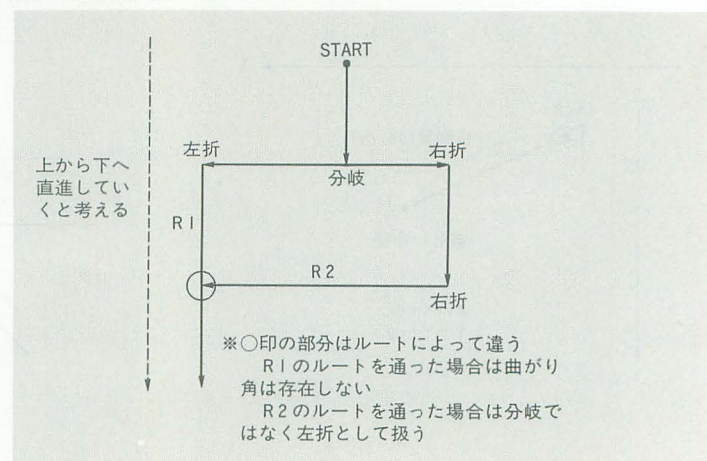 START
左折
右折
分岐
上から下へ
直進してい
くと考える
R1
R2
右折
※○印の部分はルートによって違う
R1のルートを通った場合は曲がり
角は存在しない
R2のルートを通った場合は分岐で
はなく左折として扱う